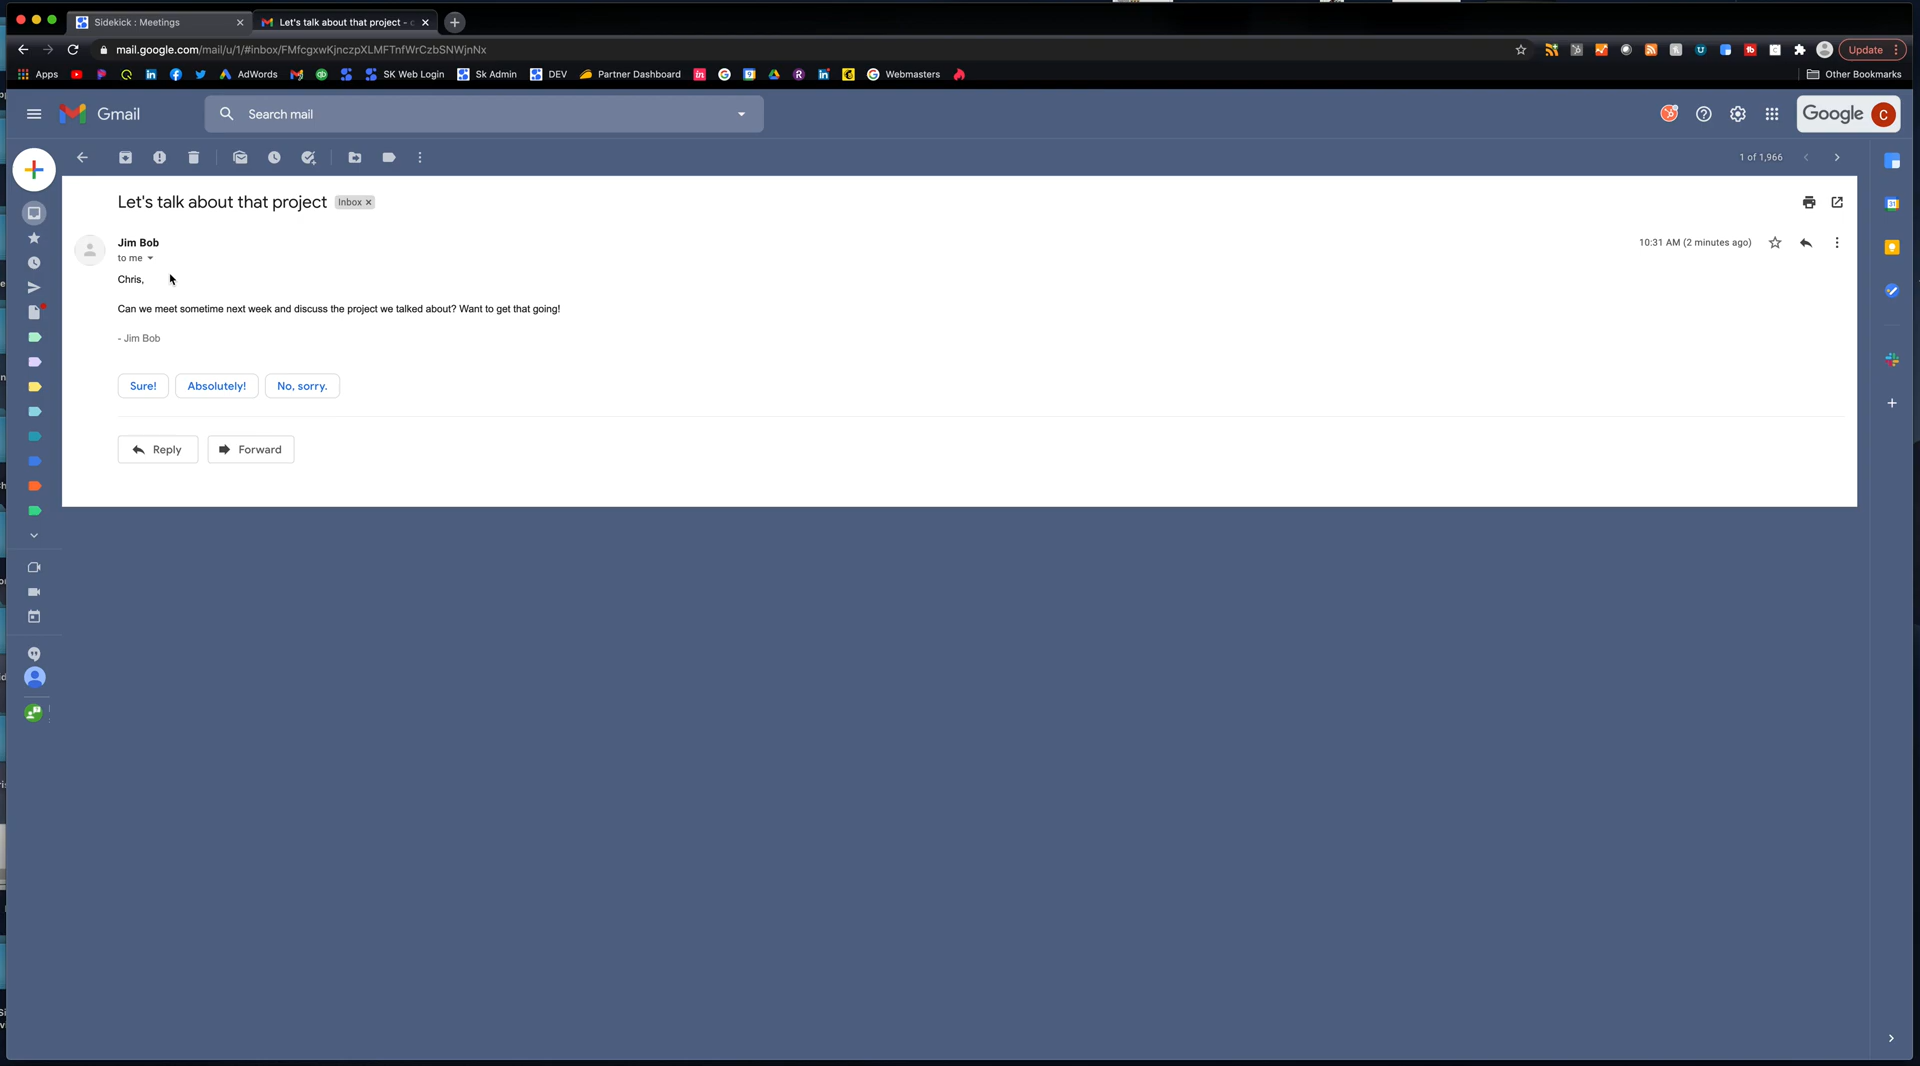 Sidekick : Meetings
Let's talk about that project -
mail.google.com/mail/u/1/#inbox/FMfcgxwKjnczpXLMFTnfWrCzbSNWjnNx
Update
Apps
AdWords
SK Web Login
Sk Admin
DEV
Partner Dashboard
Webmasters
Other Bookmarks
Gmail
Search mail
Google
C
1 of 1,966
Let's talk about that project
Inbox x
Jim Bob
10:31 AM (2 minutes ago)
to me
Chris,
Can we meet sometime next week and discuss the project we talked about? Want to get that going!
- Jim Bob
Sure!
Absolutely!
No, sorry.
Reply
Forward